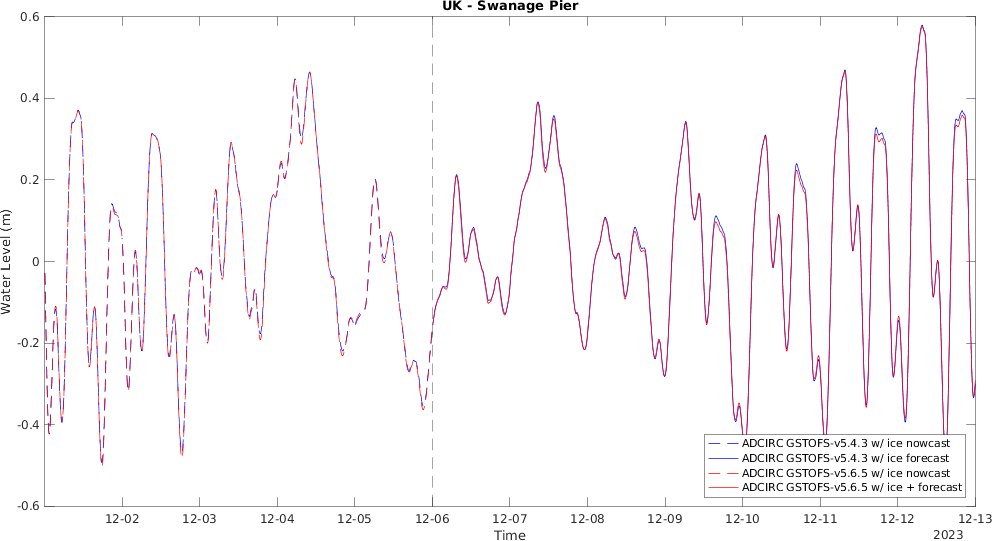 UK - Swanage Pier
0.6
0.4
0.2
0
-0.2
-0.4
-0.6
Water Level (m)
ADCIRC GSTOFS-v5.4.3 w/ ice nowcast
ADCIRC GSTOFS-v5.4.3 w/ ice forecast
ADCIRC GSTOFS-v5.6.5 w/ ice nowcast
ADCIRC GSTOFS-v5.6.5 w/ ice + forecast
12-02 12-03 12-04 12-05 12-06 12-07 12-08 12-09 12-10 12-11 12-12 12-13
Time
2023